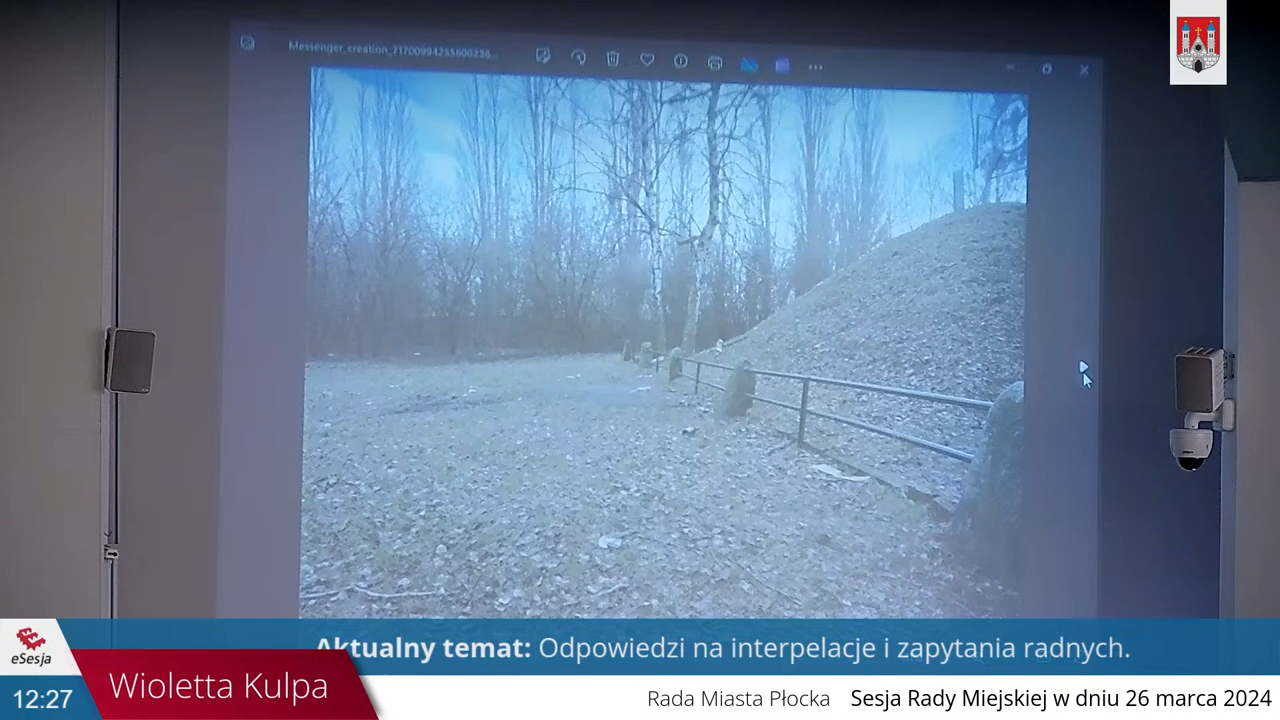 Messenger_creation_
Aktualny temat: Odpowiedzi na interpelacje i zapytania radnych.
eSesja
Wioletta Kulpa
12:27
Rada Miasta Płocka Sesja Rady Miejskiej w dniu 26 marca 2024